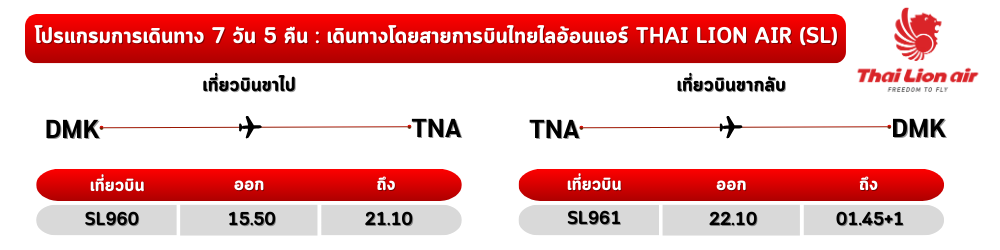 โปรแกรมการเดินทาง 7 วัน 5 คืน : เดินทางโดยสายการบินไทยไลอ้อนแอร์ THAI LION AIR (SL)
Thai Lion air
FREEDOM TO FLY
เที่ยวบินขาไป
DMK TNA
เที่ยวบิน ออก ถึง
SL960 15.50 21.10
เที่ยวบินขากลับ
TNA DMK
เที่ยวบิน ออก ถึง
SL961 22.10 01.45+1